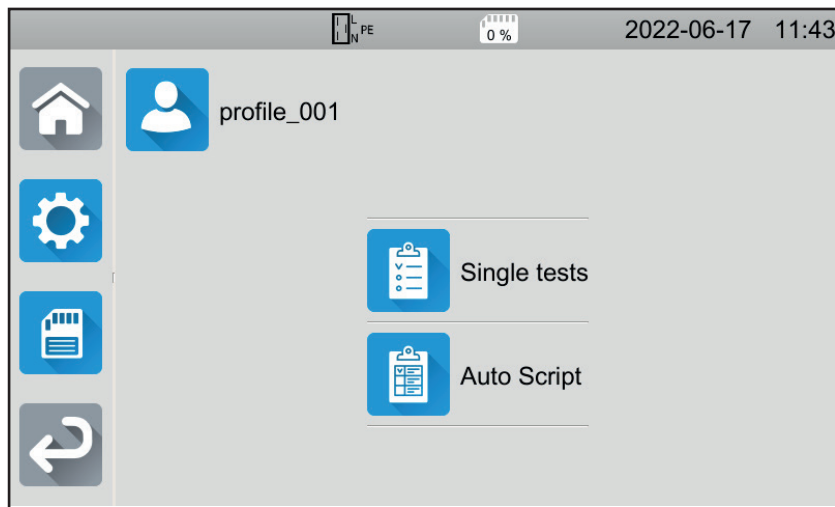 L
N PE
0 %
2022-06-17 11:43
profile_001
Single tests
Auto Script